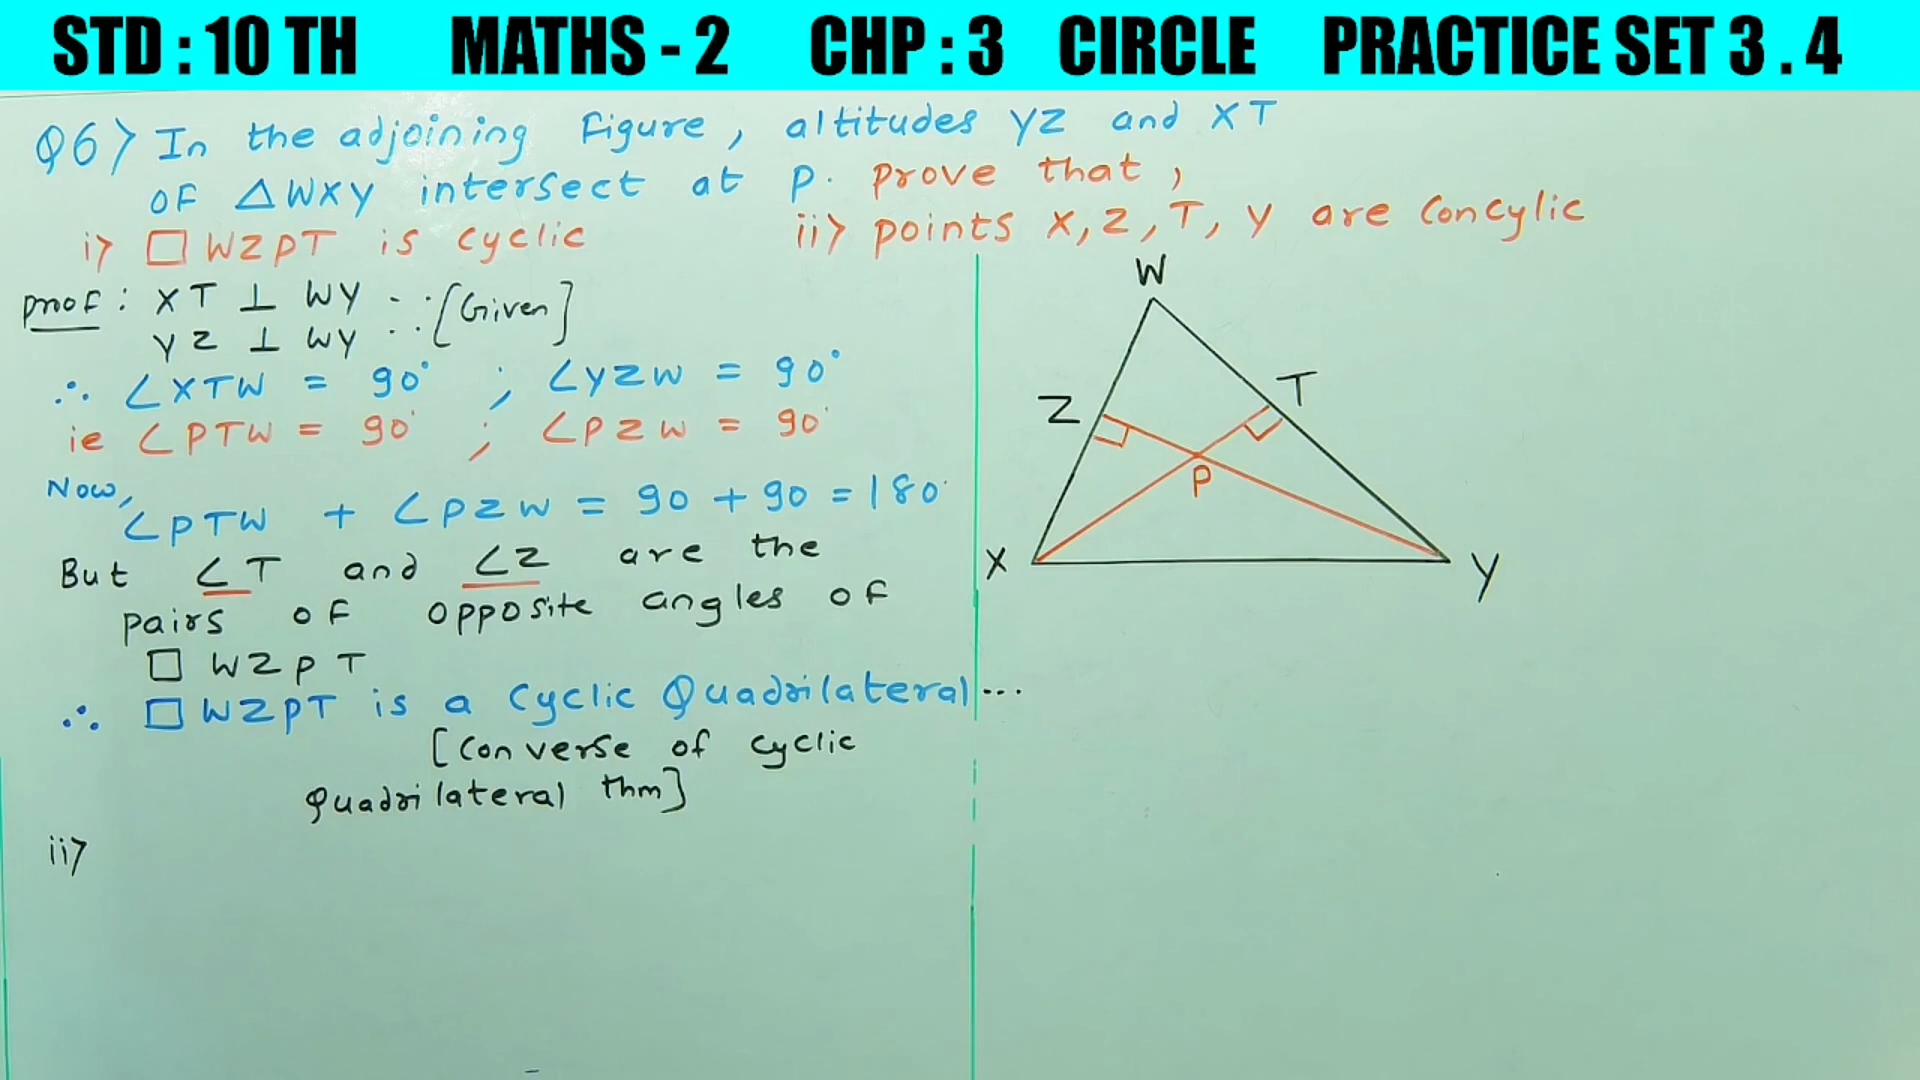 STD : 10 TH MATHS - 2 CHP : 3 CIRCLE PRACTICE SET 3 . 4
Q6> In the adjoining Figure, altitudes YZ and XT
OF △WXY intersect at P. Prove that,
i> □ WZPT is cyclic ii> points X, Z, T, Y are Concylic
proof : XT ⊥ WY ... [Given]
YZ ⊥ WY ... [Given]
∴ ∠XTW = 90° ; ∠YZW = 90°
ie ∠PTW = 90° ; ∠PZW = 90°
Now, ∠PTW + ∠PZW = 90 + 90 = 180°
But ∠T and ∠Z are the
pairs of opposite angles of
□ WZPT
∴ □ WZPT is a Cyclic Quadrilateral ...
[Converse of cyclic
Quadrilateral thm]
ii>
W
Z
T
P
X
Y